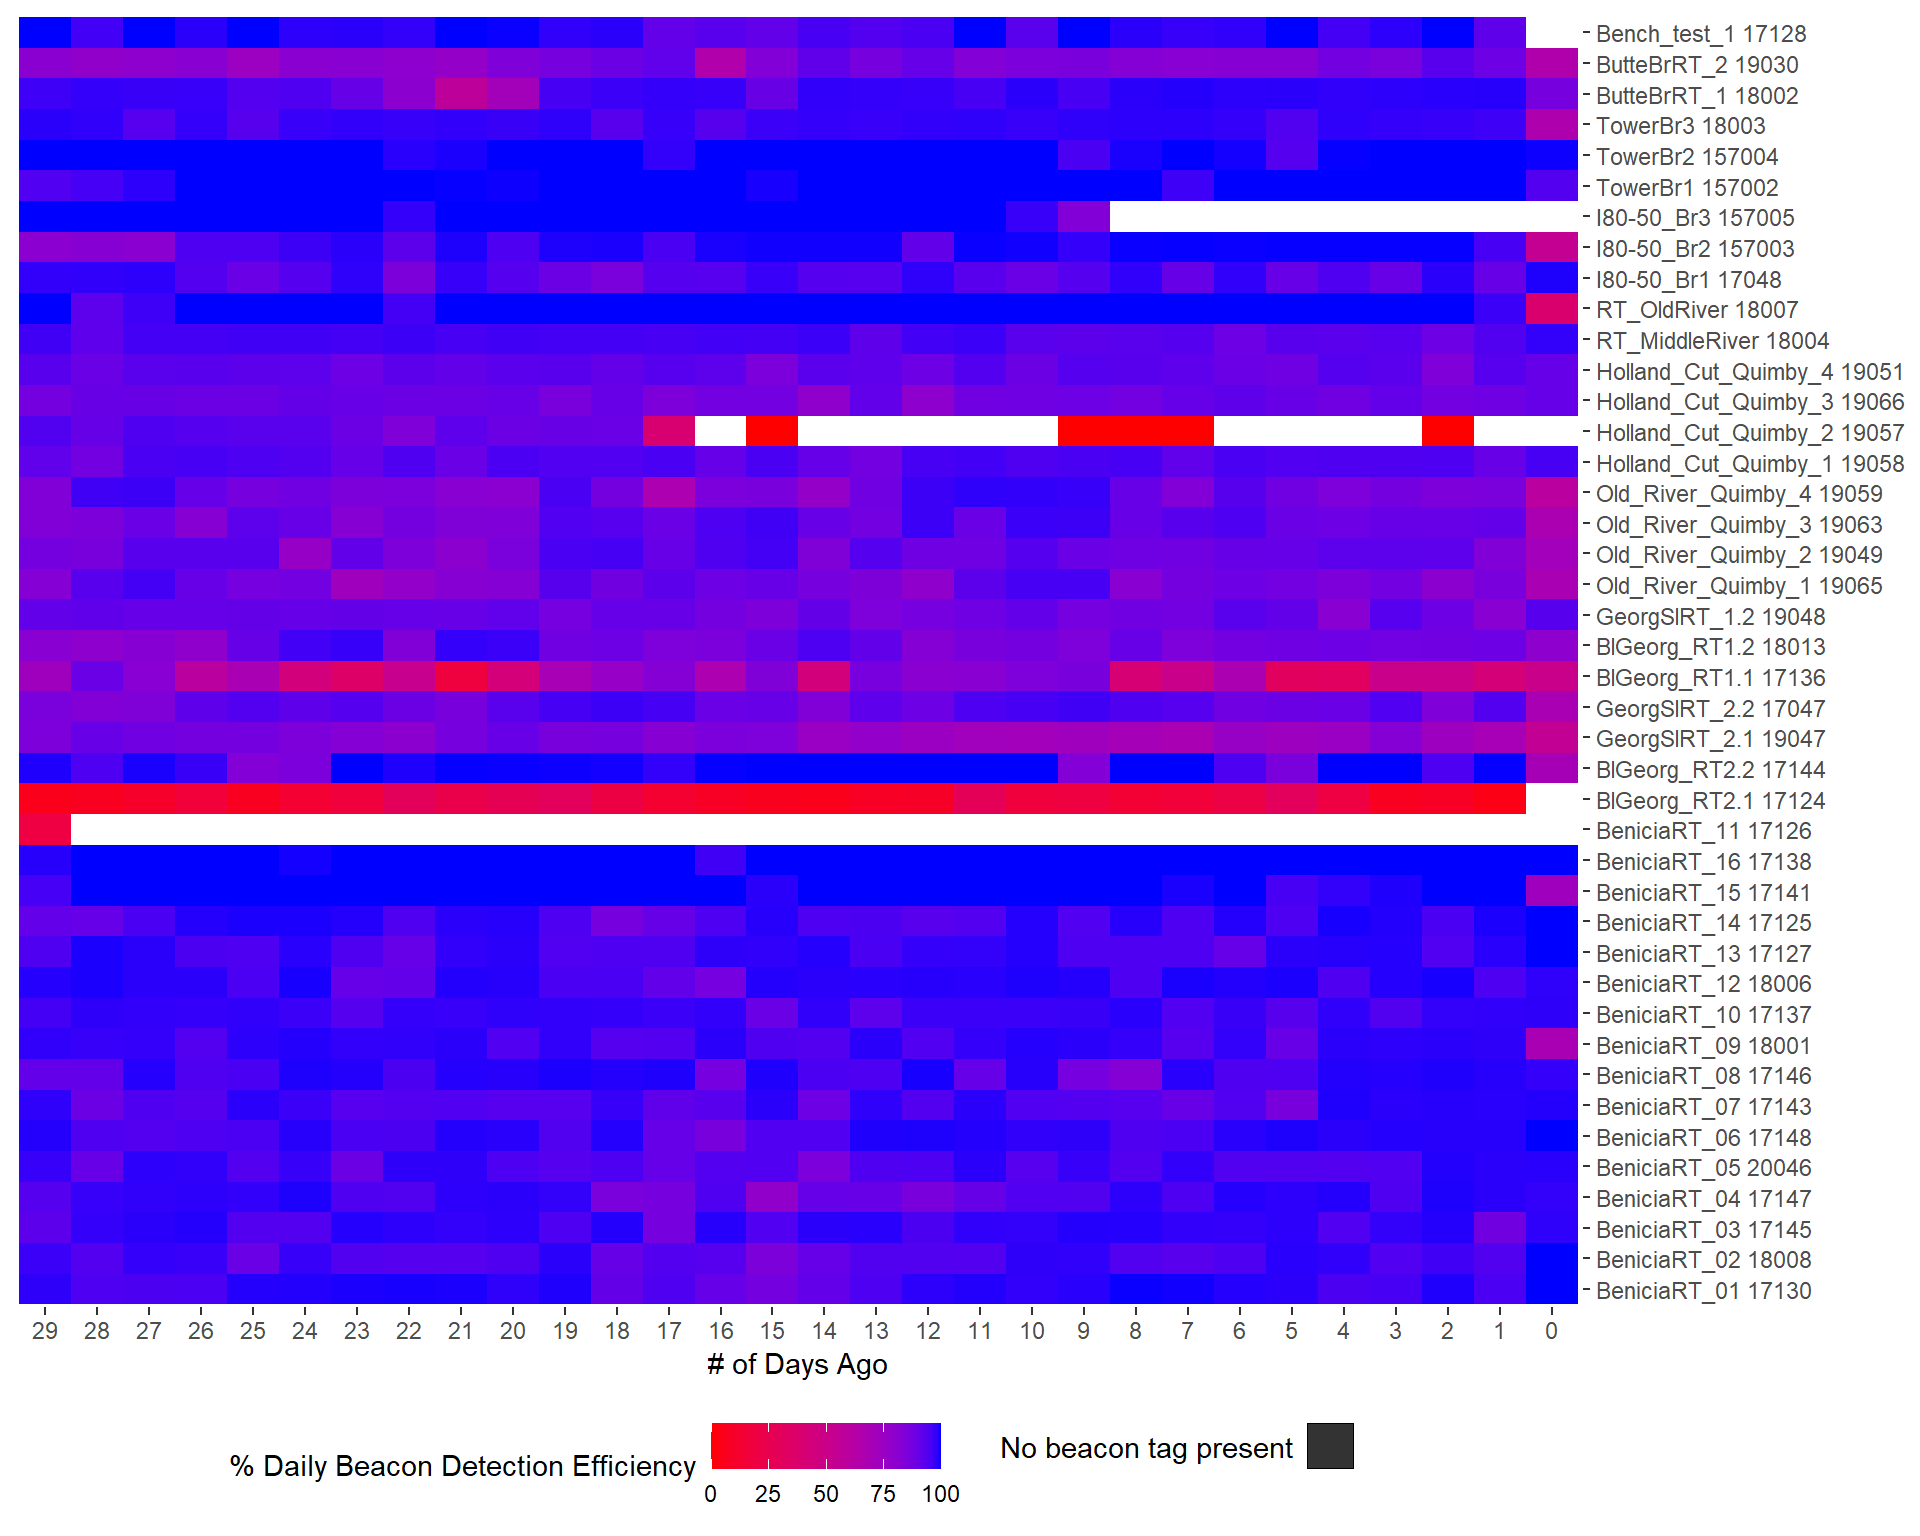 Bench_test_1 17128
ButteBrRT_2 19030
ButteBrRT_1 18002
TowerBr3 18003
TowerBr2 157004
TowerBr1 157002
I80-50_Br3 157005
I80-50_Br2 157003
I80-50_Br1 17048
RT_OldRiver 18007
RT_MiddleRiver 18004
Holland_Cut_Quimby_4 19051
Holland_Cut_Quimby_3 19066
Holland_Cut_Quimby_2 19057
Holland_Cut_Quimby_1 19058
Old_River_Quimby_4 19059
Old_River_Quimby_3 19063
Old_River_Quimby_2 19049
Old_River_Quimby_1 19065
GeorgSlRT_1.2 19048
BlGeorg_RT1.2 18013
BlGeorg_RT1.1 17136
GeorgSlRT_2.2 17047
GeorgSlRT_2.1 19047
BlGeorg_RT2.2 17144
BlGeorg_RT2.1 17124
BeniciaRT_11 17126
BeniciaRT_16 17138
BeniciaRT_15 17141
BeniciaRT_14 17125
BeniciaRT_13 17127
BeniciaRT_12 18006
BeniciaRT_10 17137
BeniciaRT_09 18001
BeniciaRT_08 17146
BeniciaRT_07 17143
BeniciaRT_06 17148
BeniciaRT_05 20046
BeniciaRT_04 17147
BeniciaRT_03 17145
BeniciaRT_02 18008
BeniciaRT_01 17130
29 28 27 26 25 24 23 22 21 20 19 18 17 16 15 14 13 12 11 10 9 8 7 6 5 4 3 2 1 0
# of Days Ago
% Daily Beacon Detection Efficiency
0 25 50 75 100
No beacon tag present